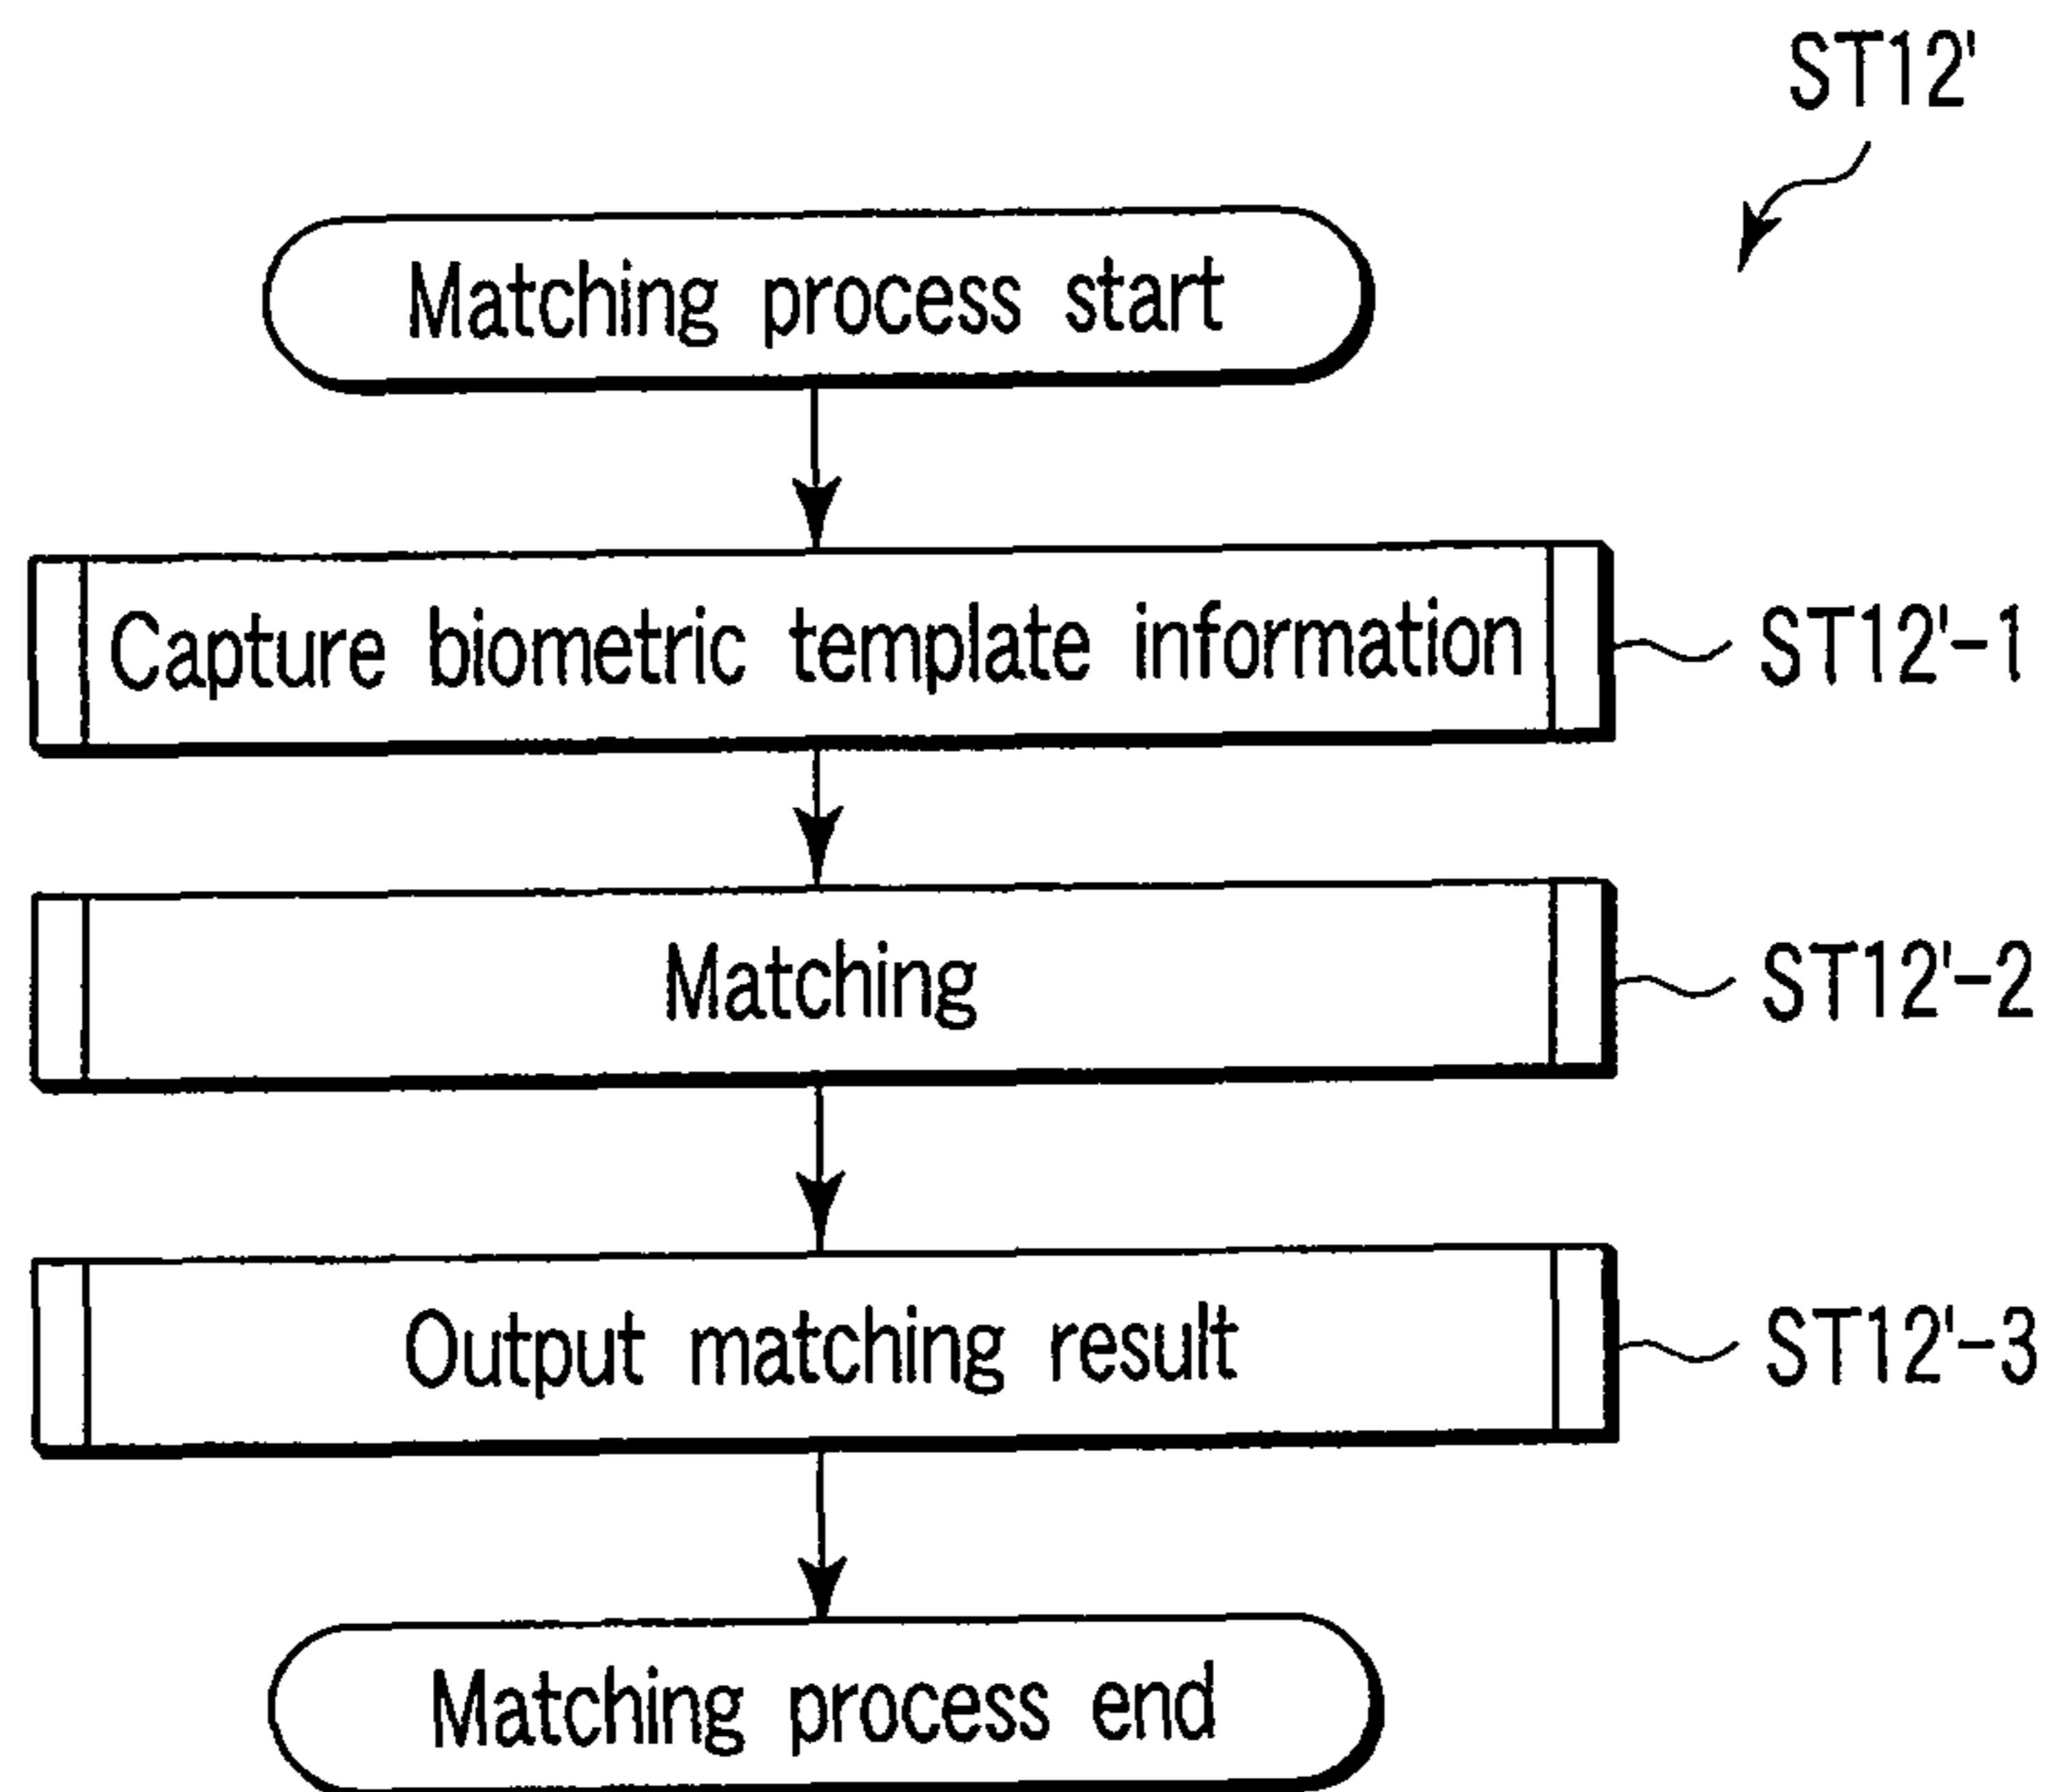 ST12'
Matching process start
Capture biometric template information
ST12'-1
Matching
ST12'-2
Output matching result
ST12'-3
Matching process end